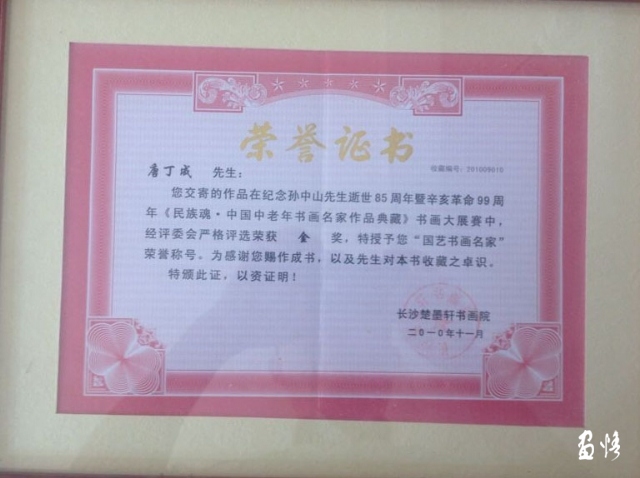 荣誉证书
收藏编号：201009010
唐丁成 先生：
您交寄的作品在纪念孙中山先生逝世85周年暨辛亥革命99周
年《民族魂·中国中老年书画名家作品典藏》书画大展赛中，
经评委会严格评选荣获 金 奖，特授予您“国艺书画名家”
荣誉称号。为感谢您赐作成书，以及先生对本书收藏之卓识。
特颁此证，以资证明！
长沙楚墨轩书画院
二〇一〇年十一月